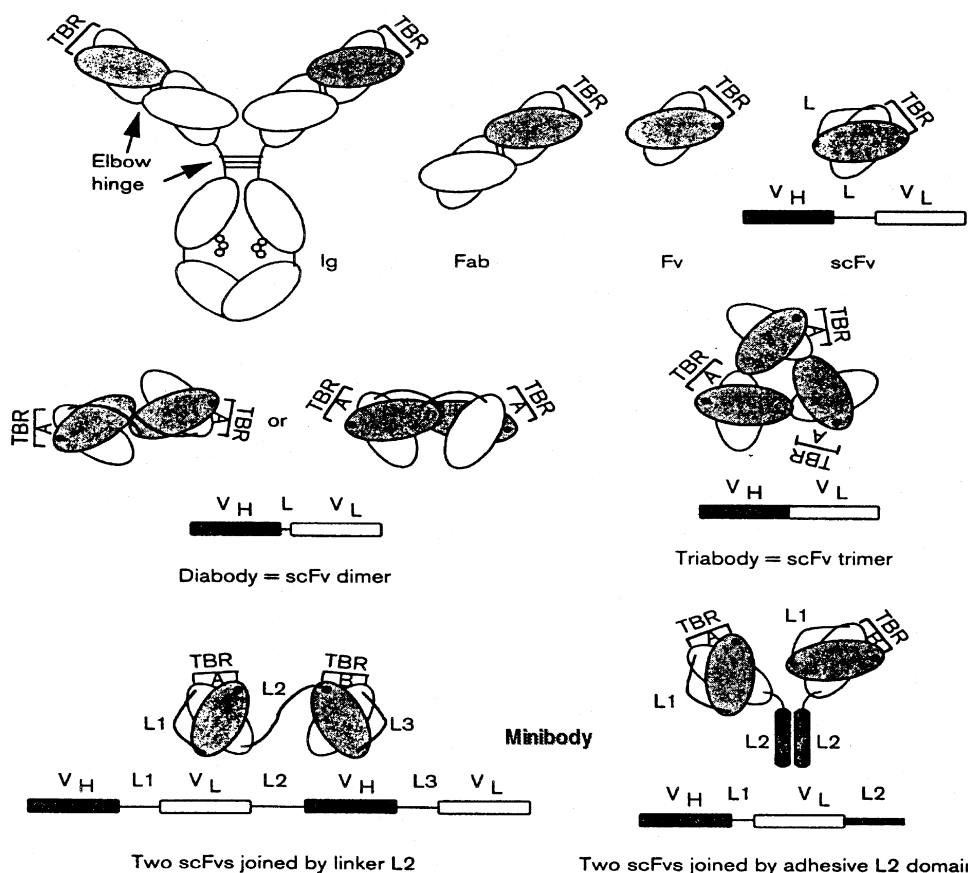 TBR TBR
TBR TBR L TBR
Elbow
hinge
V H L V L
Ig Fab Fv scFv
TBR A
TBR A
TBR A
TBR A A TBR or TBR A TBR A
V H L V L
V H V L
Diabody = scFv dimer
Triabody = scFv trimer
TBR A L1 L2 TBR B L3
TBR A L1 L1 TBR B
Minibody
L2 L2
V H L1 V L L2 V H L3 V L
V H L1 V L L2
Two scFvs joined by linker L2
Two scFvs joined by adhesive L2 domain